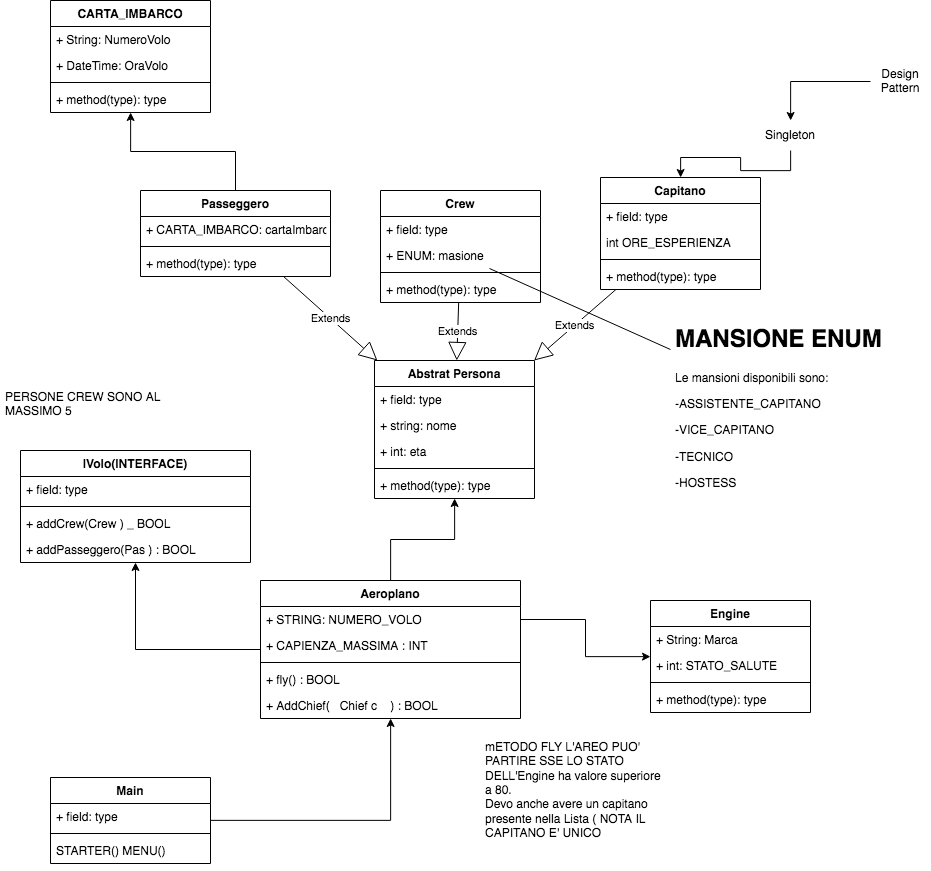 CARTA_IMBARCO
+ String: NumeroVolo
+ DateTime: OraVolo
+ method(type): type
Design
Pattern
Singleton
Passeggero
+ CARTA_IMBARCO: cartaImbarc
+ method(type): type
Crew
+ field: type
+ ENUM: masione
+ method(type): type
Capitano
+ field: type
int ORE_ESPERIENZA
+ method(type): type
Extends
Extends
Extends
MANSIONE ENUM
Le mansioni disponibili sono:
-ASSISTENTE_CAPITANO
-VICE_CAPITANO
-TECNICO
-HOSTESS
Abstrat Persona
+ field: type
+ string: nome
+ int: eta
+ method(type): type
PERSONE CREW SONO AL
MASSIMO 5
IVolo(INTERFACE)
+ field: type
+ addCrew(Crew ) _ BOOL
+ addPasseggero(Pas ) : BOOL
Aeroplano
+ STRING: NUMERO_VOLO
+ CAPIENZA_MASSIMA : INT
+ fly() : BOOL
+ AddChief( Chief c ) : BOOL
Engine
+ String: Marca
+ int: STATO_SALUTE
+ method(type): type
mETODO FLY L'AREO PUO'
PARTIRE SSE LO STATO
DELL'Engine ha valore superiore
a 80.
Devo anche avere un capitano
presente nella Lista ( NOTA IL
CAPITANO E' UNICO
Main
+ field: type
STARTER() MENU()